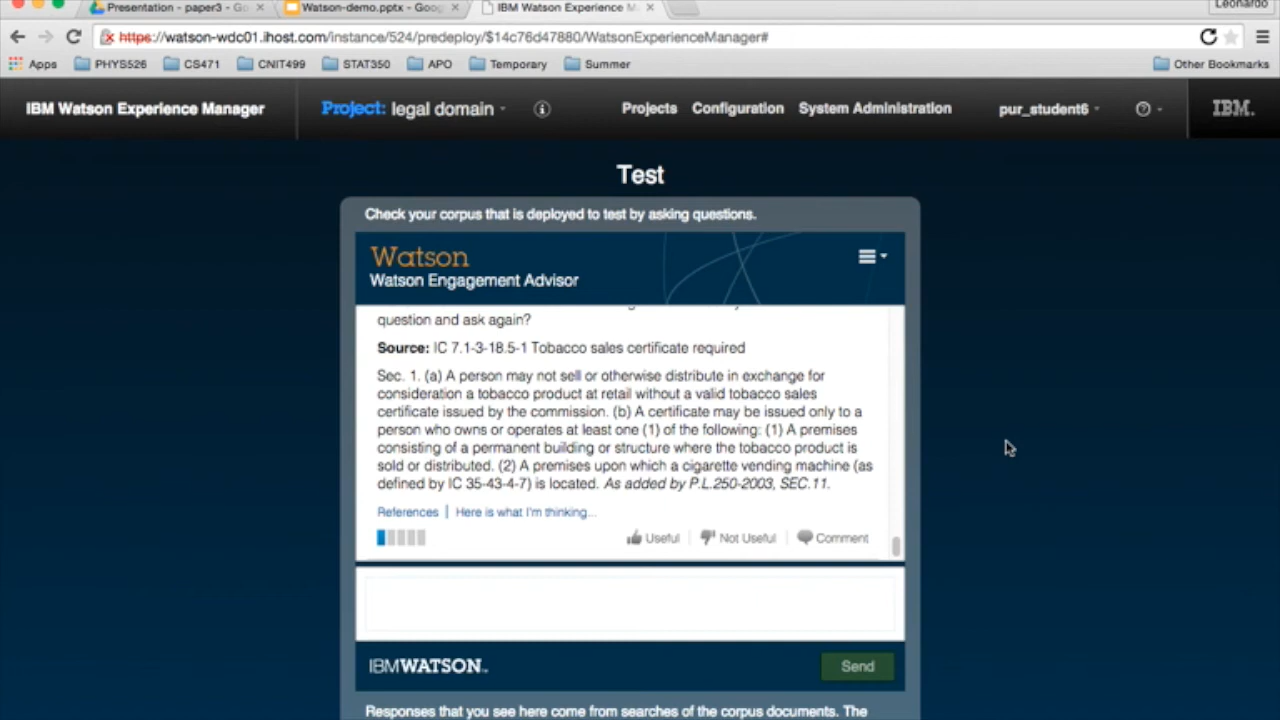 Leonardo
Presentation - paper3 - Go
Watson-demo.pptx - Goog
IBM Watson Experience M
https://watson-wdc01.ihost.com/instance/524/predeploy/$14c76d47880/WatsonExperienceManager#
Apps PHYS526 CS471 CNIT499 STAT350 APO Temporary Summer Other Bookmarks
IBM Watson Experience Manager Project: legal domain Projects Configuration System Administration pur_student6 IBM.
Test
Check your corpus that is deployed to test by asking questions.
Watson
Watson Engagement Advisor
question and ask again?
Source: IC 7.1-3-18.5-1 Tobacco sales certificate required
Sec. 1. (a) A person may not sell or otherwise distribute in exchange for
consideration a tobacco product at retail without a valid tobacco sales
certificate issued by the commission. (b) A certificate may be issued only to a
person who owns or operates at least one (1) of the following: (1) A premises
consisting of a permanent building or structure where the tobacco product is
sold or distributed. (2) A premises upon which a cigarette vending machine (as
defined by IC 35-43-4-7) is located. As added by P.L.250-2003, SEC.11.
References | Here is what I'm thinking...
Useful | Not Useful | Comment
IBMWATSON™ Send
Responses that you see here come from searches of the corpus documents. The